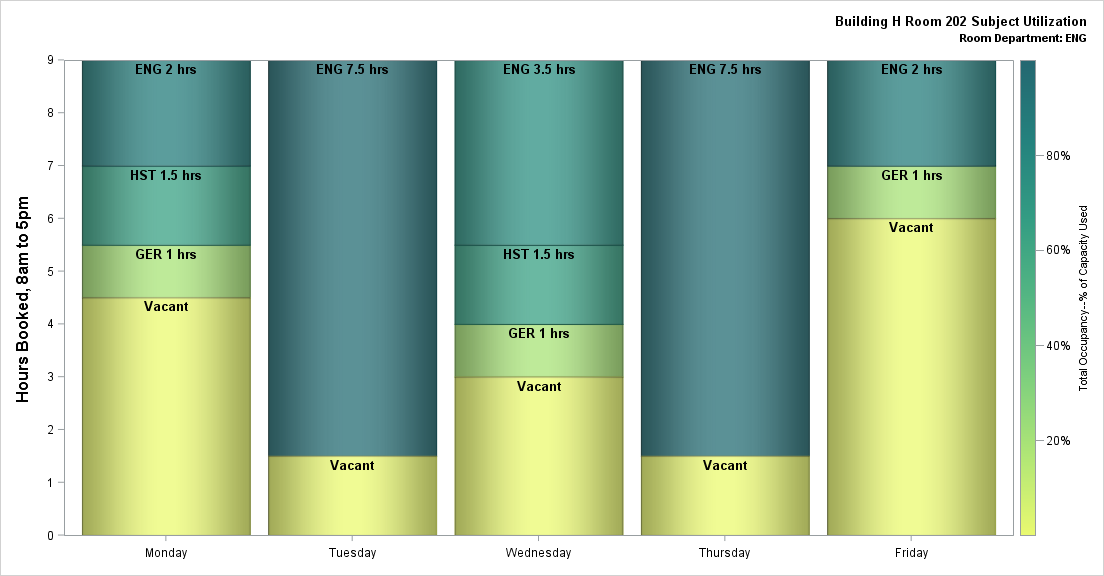 Building H Room 202 Subject Utilization
Room Department: ENG
Hours Booked, 8am to 5pm
9
8
7
6
5
4
3
2
1
0
ENG 2 hrs
HST 1.5 hrs
GER 1 hrs
Vacant
ENG 7.5 hrs
Vacant
ENG 3.5 hrs
HST 1.5 hrs
GER 1 hrs
Vacant
ENG 7.5 hrs
Vacant
ENG 2 hrs
GER 1 hrs
Vacant
Monday
Tuesday
Wednesday
Thursday
Friday
80%
60%
40%
20%
Total Occupancy--% of Capacity Used